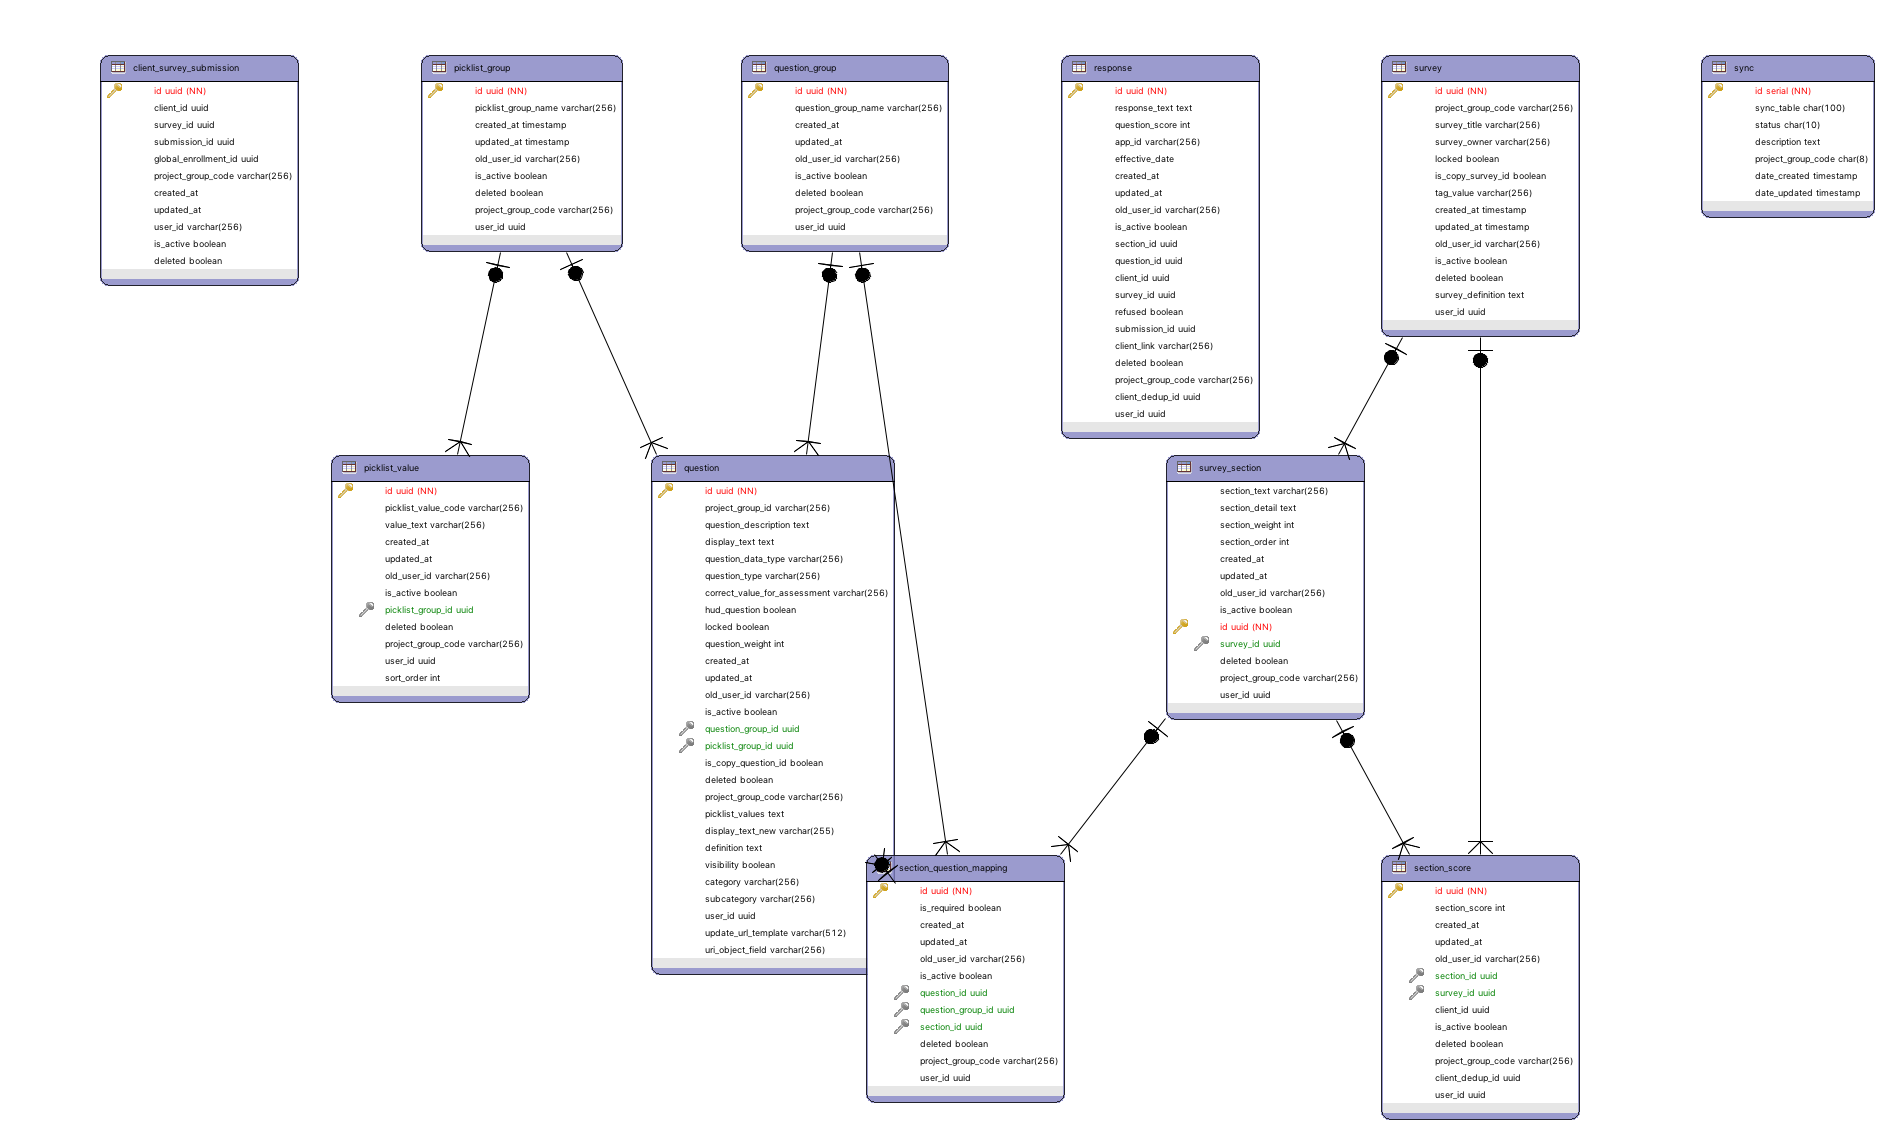 client_survey_submission
id uuid (NN)
client_id uuid
survey_id uuid
submission_id uuid
global_enrollment_id uuid
project_group_code varchar(256)
created_at
updated_at
user_id varchar(256)
is_active boolean
deleted boolean
picklist_group
id uuid (NN)
picklist_group_name varchar(256)
created_at timestamp
updated_at timestamp
old_user_id varchar(256)
is_active boolean
deleted boolean
project_group_code varchar(256)
user_id uuid
question_group
id uuid (NN)
question_group_name varchar(256)
created_at
updated_at
old_user_id varchar(256)
is_active boolean
deleted boolean
project_group_code varchar(256)
user_id uuid
response
id uuid (NN)
response_text text
question_score int
app_id varchar(256)
effective_date
created_at
updated_at
old_user_id varchar(256)
is_active boolean
section_id uuid
question_id uuid
client_id uuid
survey_id uuid
refused boolean
submission_id uuid
client_link varchar(256)
deleted boolean
project_group_code varchar(256)
client_dedup_id uuid
user_id uuid
survey
id uuid (NN)
project_group_code varchar(256)
survey_title varchar(256)
survey_owner varchar(256)
locked boolean
is_copy_survey_id boolean
tag_value varchar(256)
created_at timestamp
updated_at timestamp
old_user_id varchar(256)
is_active boolean
deleted boolean
survey_definition text
user_id uuid
sync
id serial (NN)
sync_table char(100)
status char(10)
description text
project_group_code char(8)
date_created timestamp
date_updated timestamp
picklist_value
id uuid (NN)
picklist_value_code varchar(256)
value_text varchar(256)
created_at
updated_at
old_user_id varchar(256)
is_active boolean
picklist_group_id uuid
deleted boolean
project_group_code varchar(256)
user_id uuid
sort_order int
question
id uuid (NN)
project_group_id varchar(256)
question_description text
display_text text
question_data_type varchar(256)
question_type varchar(256)
correct_value_for_assessment varchar(256)
hud_question boolean
locked boolean
question_weight int
created_at
updated_at
old_user_id varchar(256)
is_active boolean
question_group_id uuid
picklist_group_id uuid
is_copy_question_id boolean
deleted boolean
project_group_code varchar(256)
picklist_values text
display_text_new varchar(255)
definition text
visibility boolean
category varchar(256)
subcategory varchar(256)
user_id uuid
update_url_template varchar(512)
uri_object_field varchar(256)
survey_section
section_text varchar(256)
section_detail text
section_weight int
section_order int
created_at
updated_at
old_user_id varchar(256)
is_active boolean
id uuid (NN)
survey_id uuid
deleted boolean
project_group_code varchar(256)
user_id uuid
section_question_mapping
id uuid (NN)
is_required boolean
created_at
updated_at
old_user_id varchar(256)
is_active boolean
question_id uuid
question_group_id uuid
section_id uuid
deleted boolean
project_group_code varchar(256)
user_id uuid
section_score
id uuid (NN)
section_score int
created_at
updated_at
old_user_id varchar(256)
section_id uuid
survey_id uuid
client_id uuid
is_active boolean
deleted boolean
project_group_code varchar(256)
client_dedup_id uuid
user_id uuid